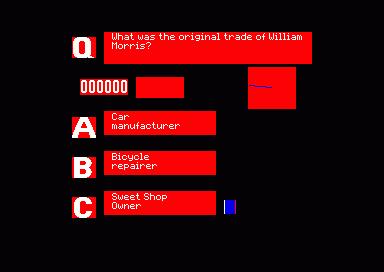 Q What was the original trade of William
Morris?
000000
A Car
manufacturer
B Bicycle
repairer
C Sweet Shop
Owner